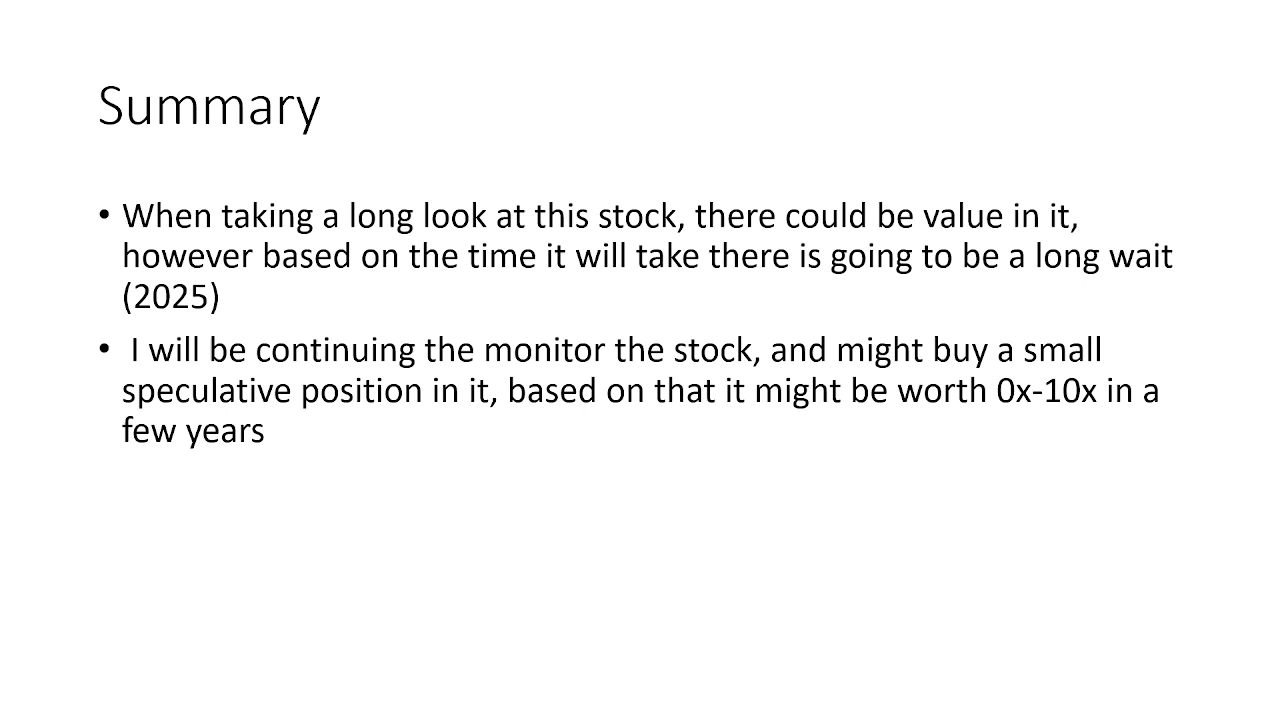 Summary
• When taking a long look at this stock, there could be value in it,
however based on the time it will take there is going to be a long wait
(2025)
• I will be continuing the monitor the stock, and might buy a small
speculative position in it, based on that it might be worth 0x-10x in a
few years